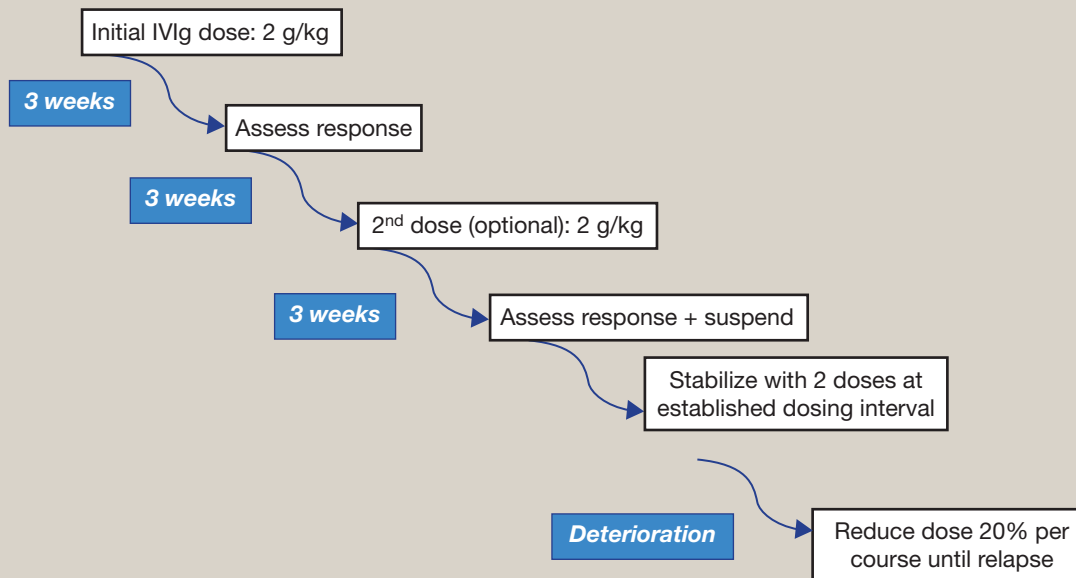 Initial IVIg dose: 2 g/kg
3 weeks
Assess response
3 weeks
2nd dose (optional): 2 g/kg
3 weeks
Assess response + suspend
Stabilize with 2 doses at
established dosing interval
Deterioration
Reduce dose 20% per
course until relapse